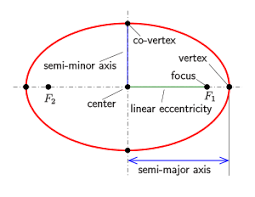 co-vertex
vertex
semi-minor axis
focus
F₂
F₁
center
linear eccentricity
semi-major axis